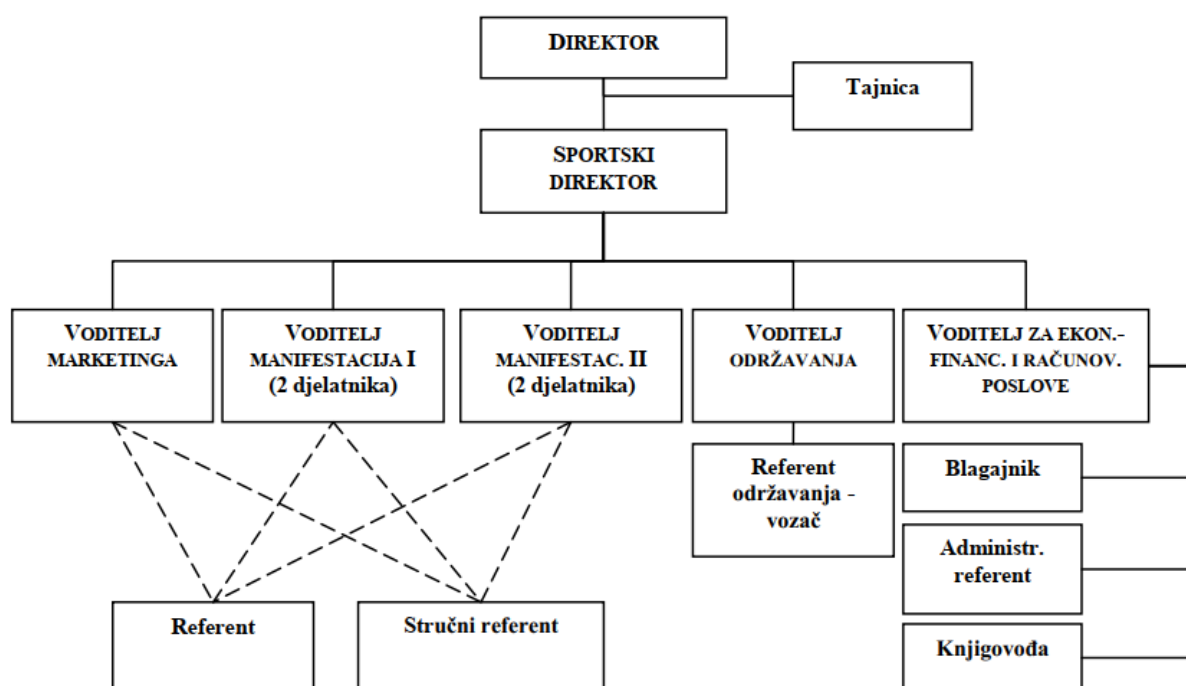 DIREKTOR
Tajnica
SPORTSKI
DIREKTOR
VODITELJ
MARKETINGA
VODITELJ
MANIFESTACIJA I
(2 djelatnika)
VODITELJ
MANIFESTAC. II
(2 djelatnika)
VODITELJ
ODRŽAVANJA
VODITELJ ZA EKON.-
FINANC. I RAČUNOV.
POSLOVE
Referent
održavanja -
vozač
Blagajnik
Administr.
referent
Referent
Stručni referent
Knjigovođa